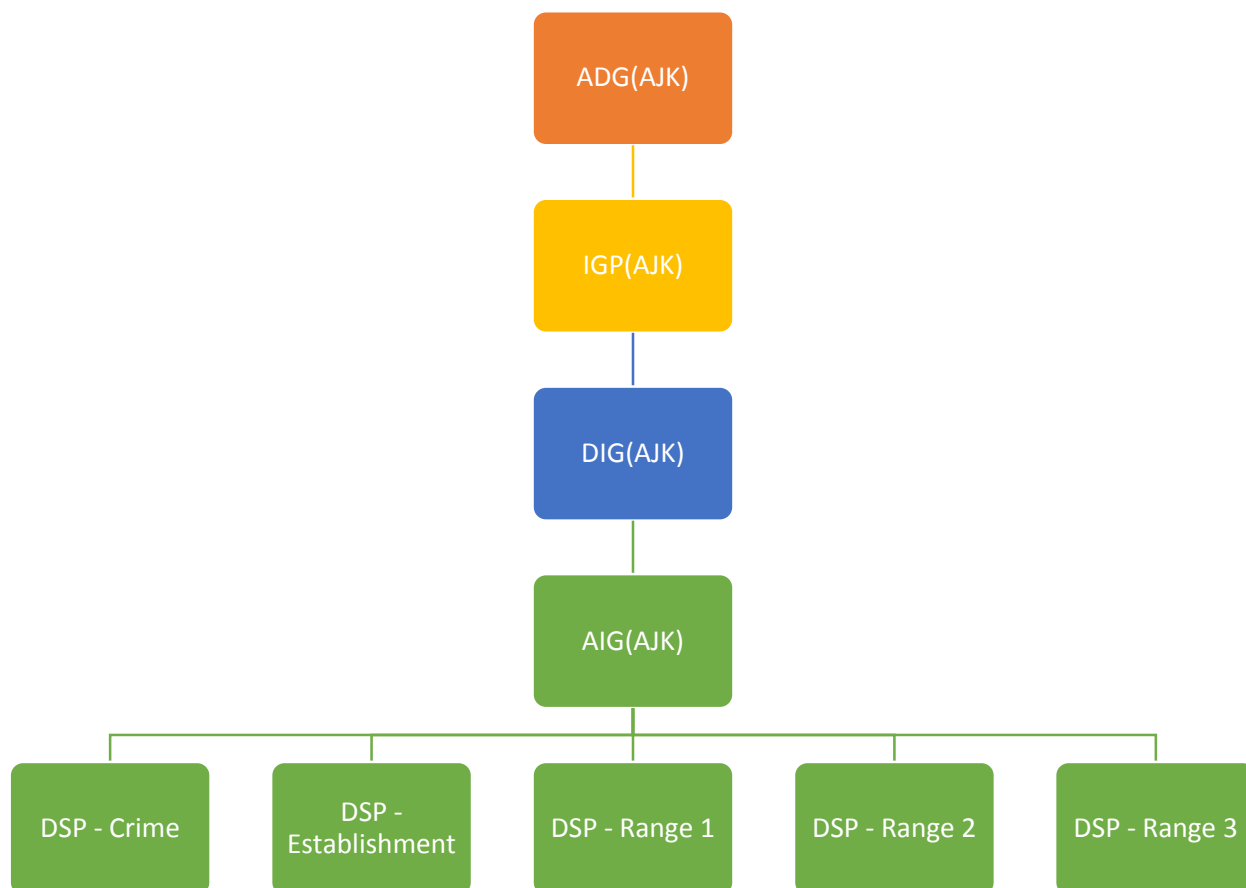 ADG(AJK)
IGP(AJK)
DIG(AJK)
AIG(AJK)
DSP - Crime
DSP -
Establishment
DSP - Range 1
DSP - Range 2
DSP - Range 3